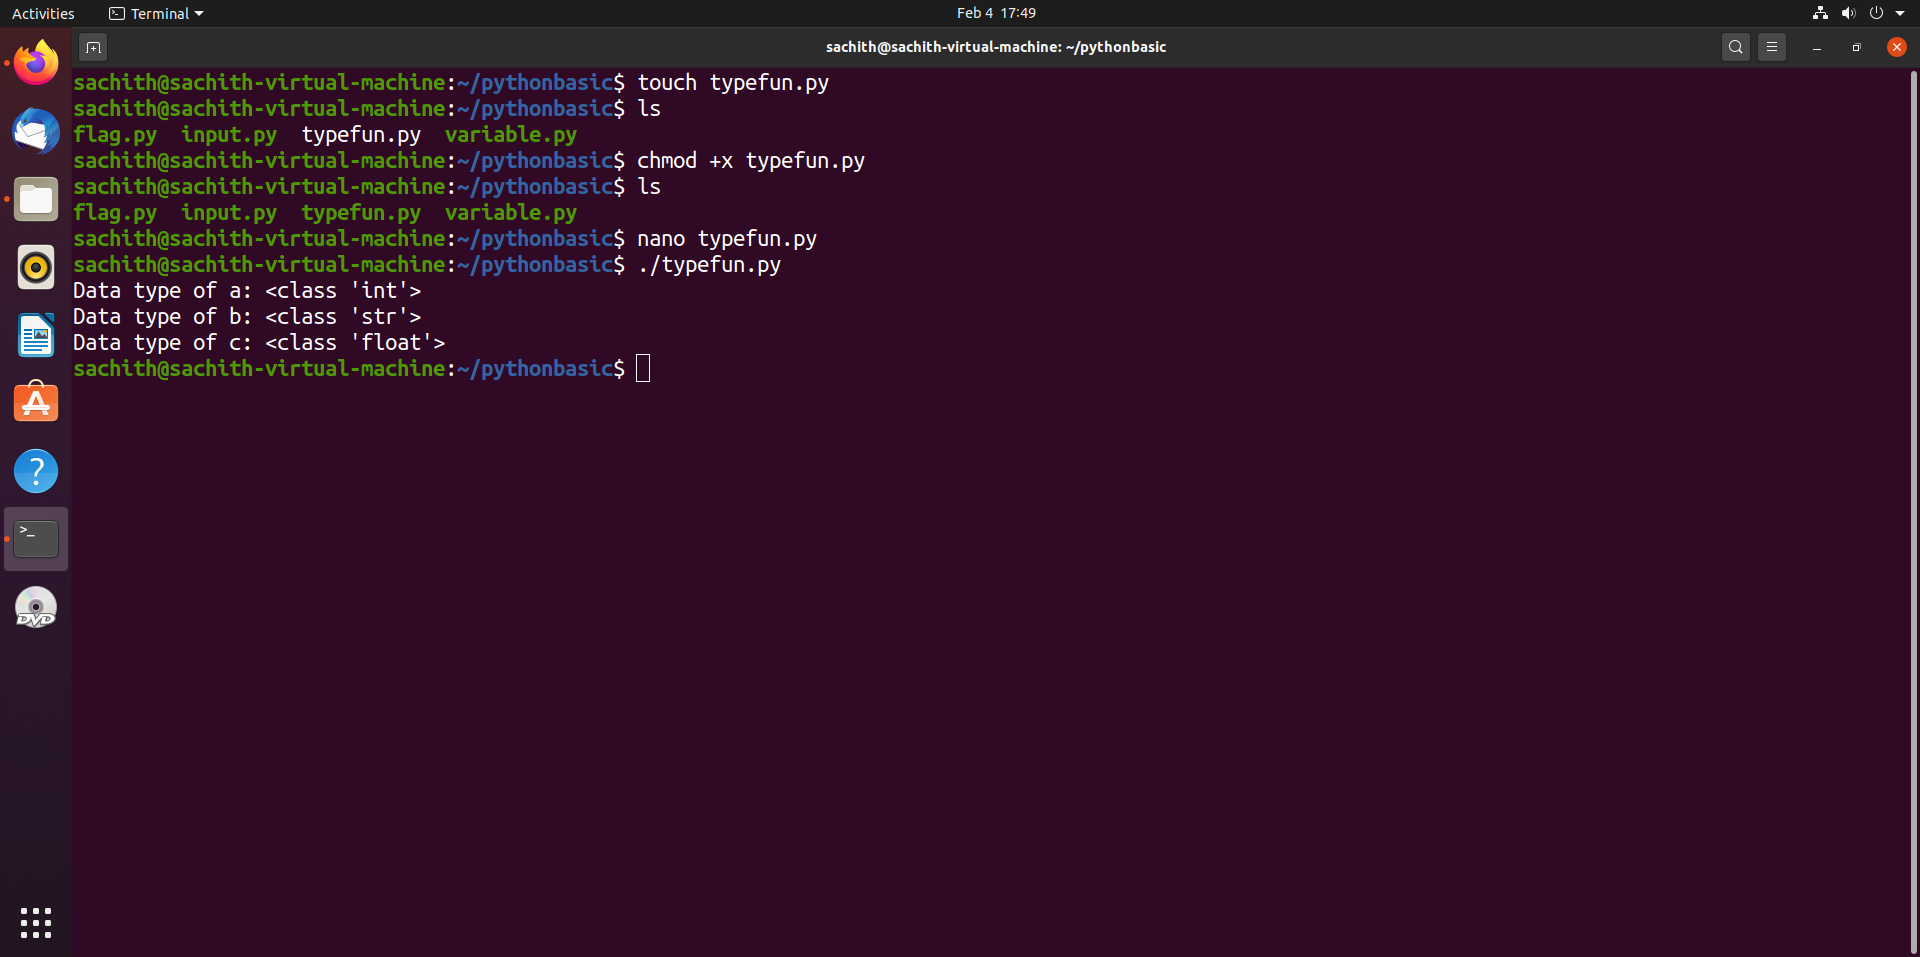 Activities Terminal Feb 4 17:49
sachith@sachith-virtual-machine: ~/pythonbasic
sachith@sachith-virtual-machine:~/pythonbasic$ touch typefun.py
sachith@sachith-virtual-machine:~/pythonbasic$ ls
flag.py input.py typefun.py variable.py
sachith@sachith-virtual-machine:~/pythonbasic$ chmod +x typefun.py
sachith@sachith-virtual-machine:~/pythonbasic$ ls
flag.py input.py typefun.py variable.py
sachith@sachith-virtual-machine:~/pythonbasic$ nano typefun.py
sachith@sachith-virtual-machine:~/pythonbasic$ ./typefun.py
Data type of a: <class 'int'>
Data type of b: <class 'str'>
Data type of c: <class 'float'>
sachith@sachith-virtual-machine:~/pythonbasic$
?
>_
DVD